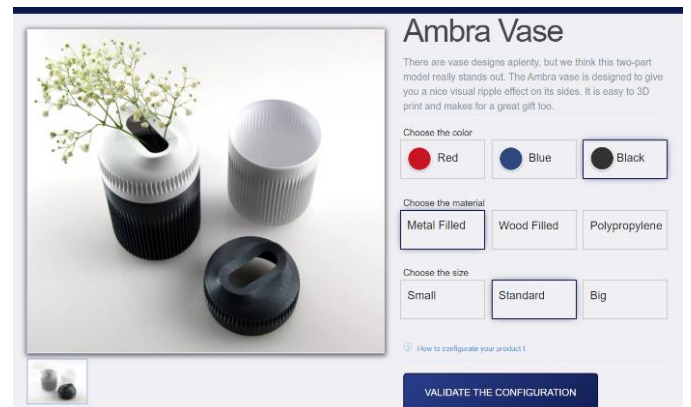 Ambra Vase
There are vase designs aplenty, but we think this two-part
model really stands out. The Ambra vase is designed to give
you a nice visual ripple effect on its sides. It is easy to 3D
print and makes for a great gift too.
Choose the color
Red Blue Black
Choose the material
Metal Filled Wood Filled Polypropylene
Choose the size
Small Standard Big
How to configurate your product !
VALIDATE THE CONFIGURATION